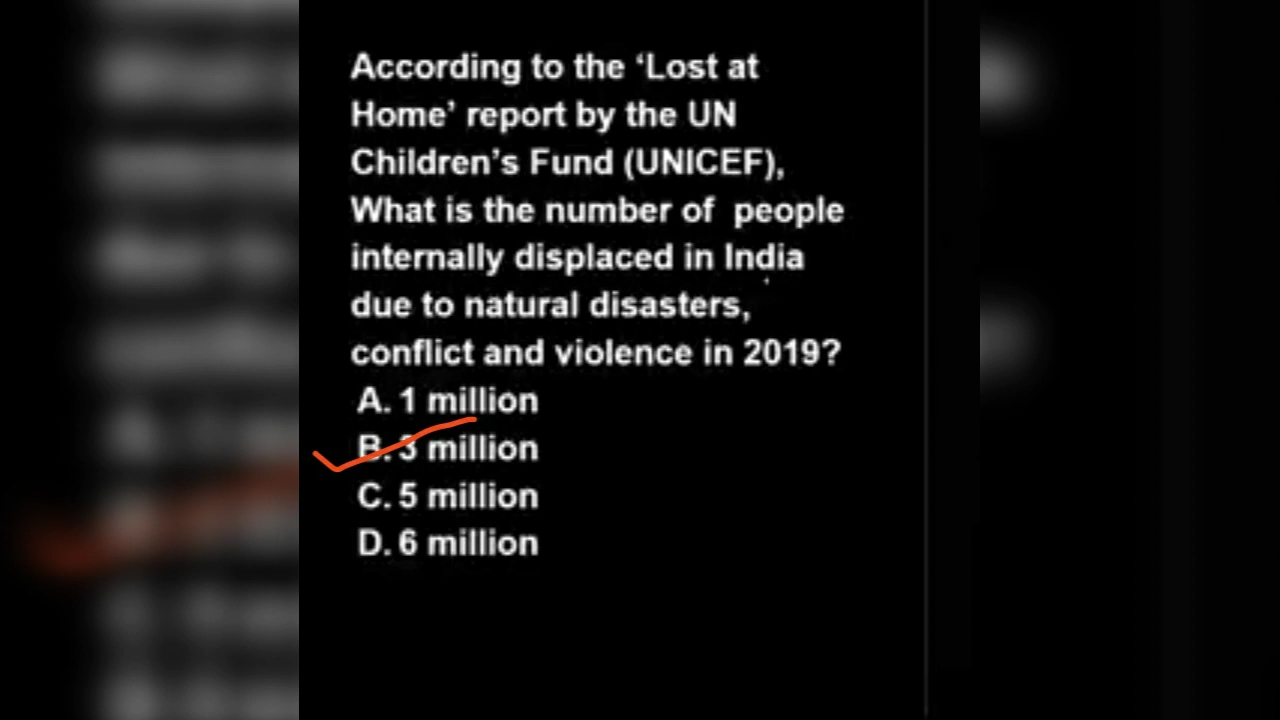 According to the ‘Lost at
Home’ report by the UN
Children’s Fund (UNICEF),
What is the number of people
internally displaced in India
due to natural disasters,
conflict and violence in 2019?
A. 1 million
B. 3 million
C. 5 million
D. 6 million